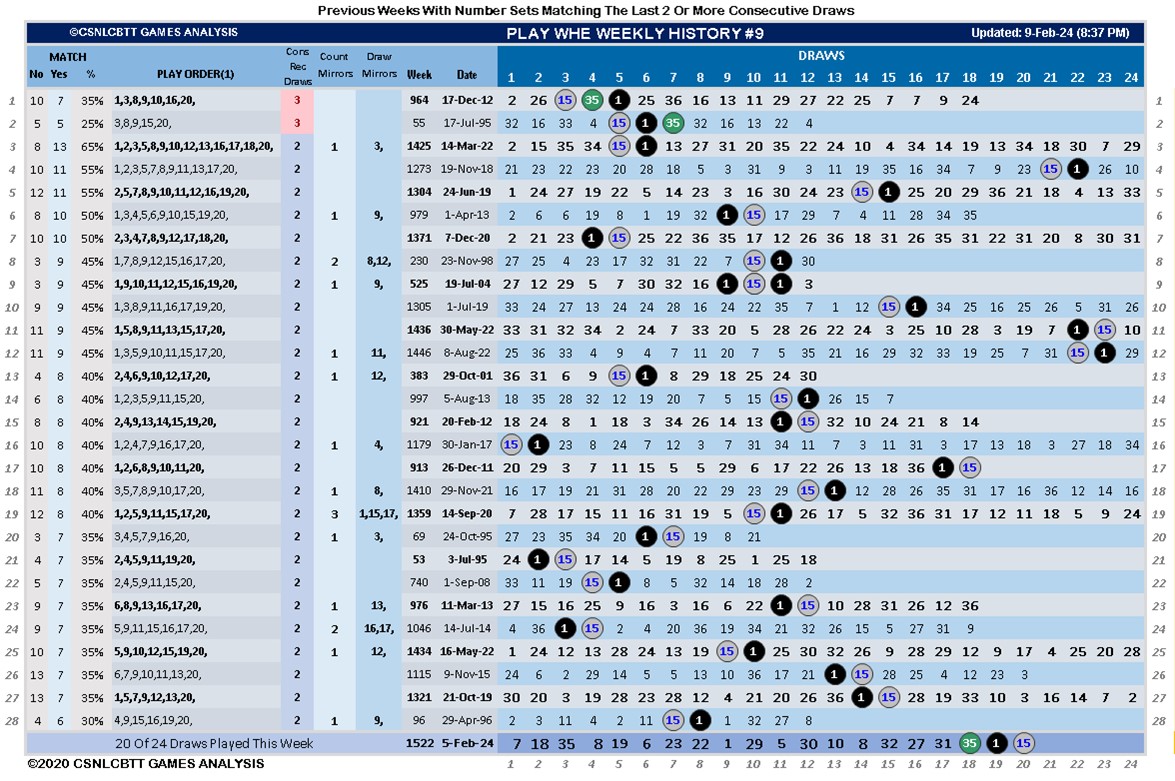 Previous Weeks With Number Sets Matching The Last 2 Or More Consecutive Draws
©CSNLCBTT GAMES ANALYSIS PLAY WHE WEEKLY HISTORY #9 Updated: 9-Feb-24 (8:37 PM)
MATCH Cons Rec Draws Count Mirrors Draw Mirrors DRAWS
No Yes % PLAY ORDER(1) Week Date 1 2 3 4 5 6 7 8 9 10 11 12 13 14 15 16 17 18 19 20 21 22 23 24
1 10 7 35% 1,3,8,9,10,16,20, 3 964 17-Dec-12 2 26 15 35 1 25 36 16 13 11 29 27 22 25 7 7 9 24 1
2 5 5 25% 3,8,9,15,20, 3 55 17-Jul-95 32 16 33 4 15 1 35 32 16 13 22 4 2
3 8 13 65% 1,2,3,5,8,9,10,12,13,16,17,18,20, 2 1 3, 1425 14-Mar-22 2 15 35 34 15 1 13 27 31 20 35 22 24 10 4 34 14 19 13 34 18 30 7 29 3
4 10 11 55% 1,2,3,5,7,8,9,11,13,17,20, 2 1273 19-Nov-18 21 23 22 23 20 28 18 5 3 31 9 3 11 19 35 16 34 7 9 23 15 1 26 10 4
5 12 11 55% 2,5,7,8,9,10,11,12,16,19,20, 2 1304 24-Jun-19 1 24 27 19 22 5 14 23 3 16 30 24 23 15 1 25 20 29 36 21 18 4 13 33 5
6 8 10 50% 1,3,4,5,6,9,10,15,19,20, 2 1 9, 979 1-Apr-13 2 6 6 19 8 1 19 32 1 15 17 29 7 4 11 28 34 35 6
7 10 10 50% 2,3,4,7,8,9,12,17,18,20, 2 1371 7-Dec-20 2 21 23 1 15 25 22 36 35 17 12 26 36 18 31 26 35 31 22 31 20 8 30 31 7
8 3 9 45% 1,7,8,9,12,15,16,17,20, 2 2 8,12, 230 23-Nov-98 27 25 4 23 17 32 31 22 7 15 1 30 8
9 3 9 45% 1,9,10,11,12,15,16,19,20, 2 1 9, 525 19-Jul-04 27 12 29 5 7 30 32 16 1 15 1 3 9
10 9 9 45% 1,3,8,9,11,16,17,19,20, 2 1305 1-Jul-19 33 24 27 13 24 24 28 16 24 22 35 7 1 12 15 1 20 34 25 16 25 26 5 31 26 10
11 11 9 45% 1,5,8,9,11,13,15,17,20, 2 1436 30-May-22 33 31 32 34 2 24 7 33 20 5 28 26 22 24 3 25 10 28 3 19 7 1 15 10 11
12 11 9 45% 1,3,5,9,10,11,15,17,20, 2 1 11, 1446 8-Aug-22 25 36 33 4 9 4 7 11 20 7 5 35 21 16 29 32 33 19 25 7 31 15 1 29 12
13 4 8 40% 2,4,6,9,10,12,17,20, 2 1 12, 383 29-Oct-01 36 31 6 9 15 1 8 29 18 25 24 30 13
14 6 8 40% 1,2,3,5,9,11,15,20, 2 997 5-Aug-13 18 35 28 32 12 19 20 7 5 15 15 1 26 15 7 14
15 8 8 40% 2,4,9,13,14,15,19,20, 2 921 20-Feb-12 18 24 8 1 18 3 34 26 14 13 1 15 32 10 24 21 8 14 15
16 10 8 40% 1,2,4,7,9,16,17,20, 2 1 4, 1179 30-Jan-17 15 1 23 8 24 7 12 3 7 31 34 11 7 3 11 31 19 3 17 13 18 3 27 18 34 16
17 10 8 40% 1,2,6,8,9,10,11,20, 2 913 26-Dec-11 20 29 3 7 11 15 5 5 29 6 17 22 26 13 18 36 1 15 17
18 11 8 40% 3,5,7,8,9,10,17,20, 2 1 8, 1410 29-Nov-21 16 17 19 21 31 28 20 22 29 23 29 15 1 12 28 26 35 31 17 16 36 12 14 16 18
19 12 8 40% 1,2,5,9,11,15,17,20, 2 3 1,15,17, 1359 14-Sep-20 7 28 17 15 11 16 31 19 5 15 1 26 17 5 32 36 31 17 12 11 18 5 9 24 19
20 3 7 35% 3,4,5,7,9,16,20, 2 1 3, 69 24-Oct-95 27 23 35 34 20 1 15 19 8 21 20
21 4 7 35% 2,4,5,9,11,19,20, 2 53 3-Jul-95 24 1 15 17 14 5 19 8 25 1 25 18 21
22 5 7 35% 2,4,5,9,11,15,20, 2 740 1-Sep-08 33 11 19 15 1 8 5 32 14 18 28 2 22
23 9 7 35% 6,8,9,13,16,17,20, 2 1 13, 976 11-Mar-13 27 15 16 25 9 16 3 16 6 22 1 15 10 28 31 26 12 36 23
24 9 7 35% 5,9,11,15,16,17,20, 2 2 16,17, 1046 14-Jul-14 4 36 1 15 2 4 20 36 19 34 21 32 26 15 24 27 31 9 24
25 10 7 35% 5,9,10,12,15,19,20, 2 1 12, 1434 16-May-22 1 24 12 13 28 24 13 19 15 1 25 30 32 26 9 28 29 12 9 17 4 25 20 28 25
26 13 7 35% 6,7,9,10,11,13,20, 2 1115 9-Nov-15 24 6 2 29 14 5 5 9 10 36 17 21 1 15 28 25 4 12 23 3 26
27 13 7 35% 1,5,7,9,12,13,20, 2 1321 21-Oct-19 30 20 3 19 28 23 28 12 4 21 20 26 36 1 15 28 19 33 10 3 16 14 7 2 27
28 4 6 30% 4,9,15,16,19,20, 2 1 9, 96 29-Apr-96 2 3 11 4 2 11 15 1 1 32 27 8 28
20 Of 24 Draws Played This Week 1522 5-Feb-24 7 18 35 8 19 6 23 22 1 29 5 30 10 8 32 27 31 35 1 15
©2020 CSNLCBTT GAMES ANALYSIS 1 2 3 4 5 6 7 8 9 10 11 12 13 14 15 16 17 18 19 20 21 22 23 24